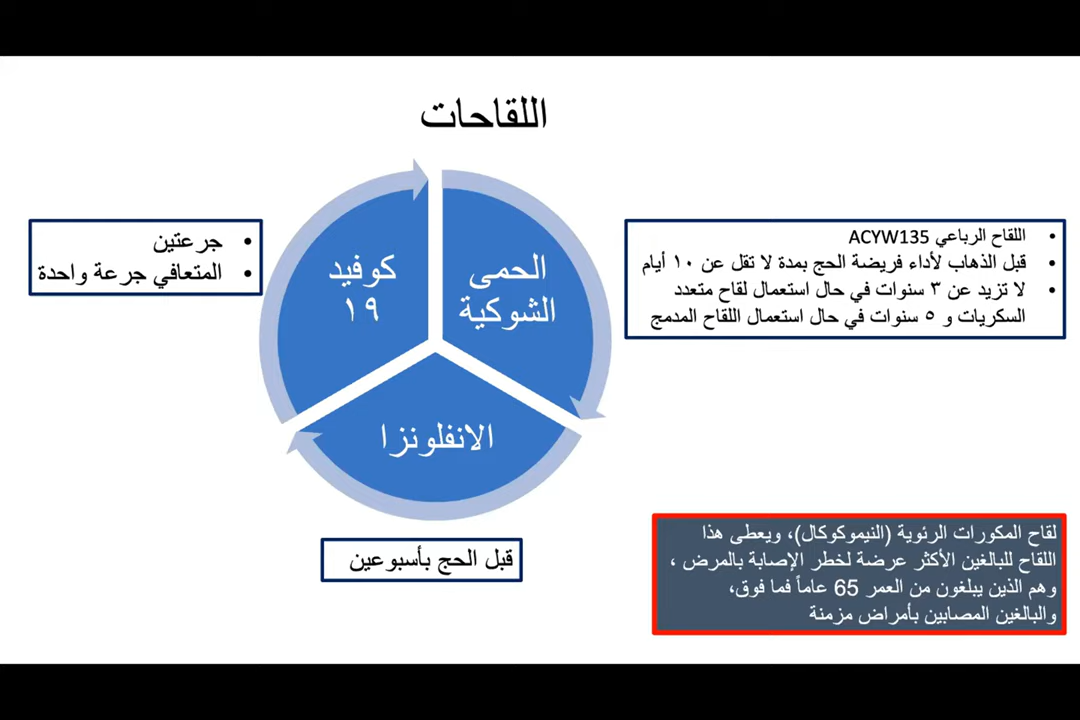 اللقاحات
الحمى
الشوكية
• اللقاح الرباعي ACYW135
• قبل الذهاب لأداء فريضة الحج بمدة لا تقل عن ١٠ أيام
• لا تزيد عن ٣ سنوات في حال استعمال لقاح متعدد
السكريات و ٥ سنوات في حال استعمال اللقاح المدمج
كوفيد
١٩
• جرعتين
• المتعافي جرعة واحدة
الانفلونزا
قبل الحج بأسبوعين
لقاح المكورات الرئوية (النيموكوكال)، ويعطى هذا
اللقاح للبالغين الأكثر عرضة لخطر الإصابة بالمرض ،
وهم الذين يبلغون من العمر 65 عاماً فما فوق،
والبالغين المصابين بأمراض مزمنة